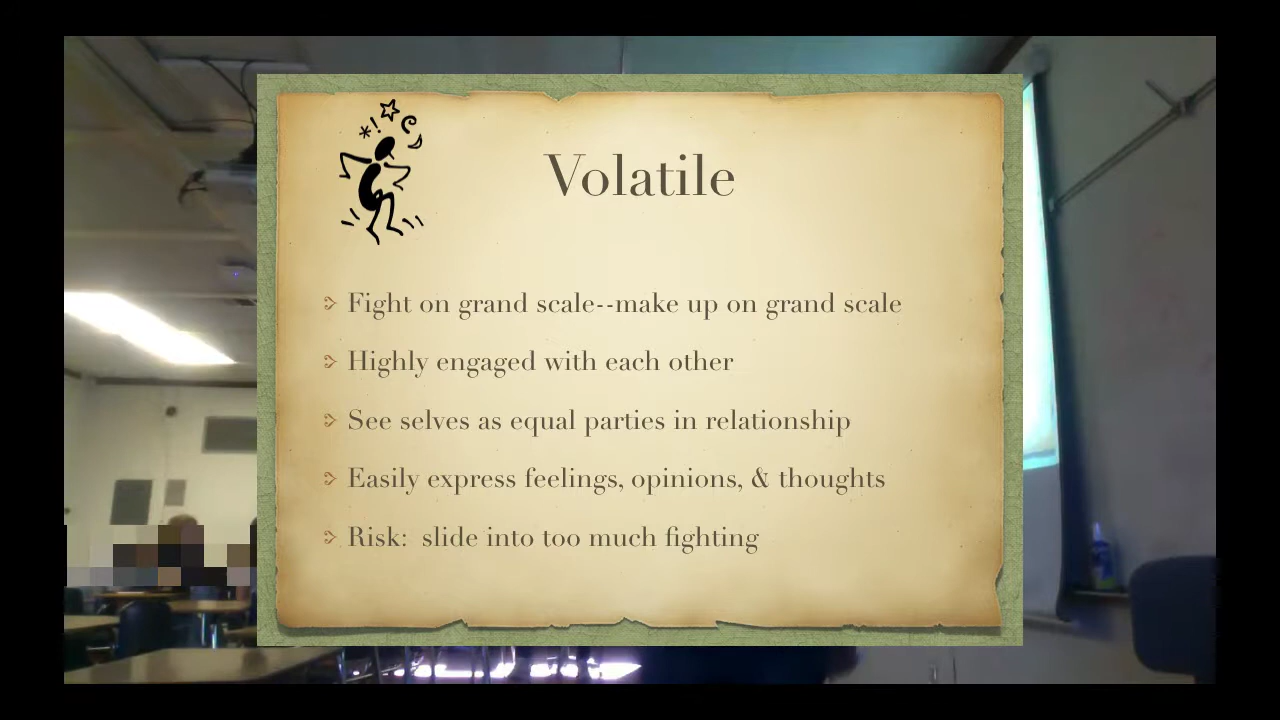 Volatile
Fight on grand scale--make up on grand scale
Highly engaged with each other
See selves as equal parties in relationship
Easily express feelings, opinions, & thoughts
Risk: slide into too much fighting